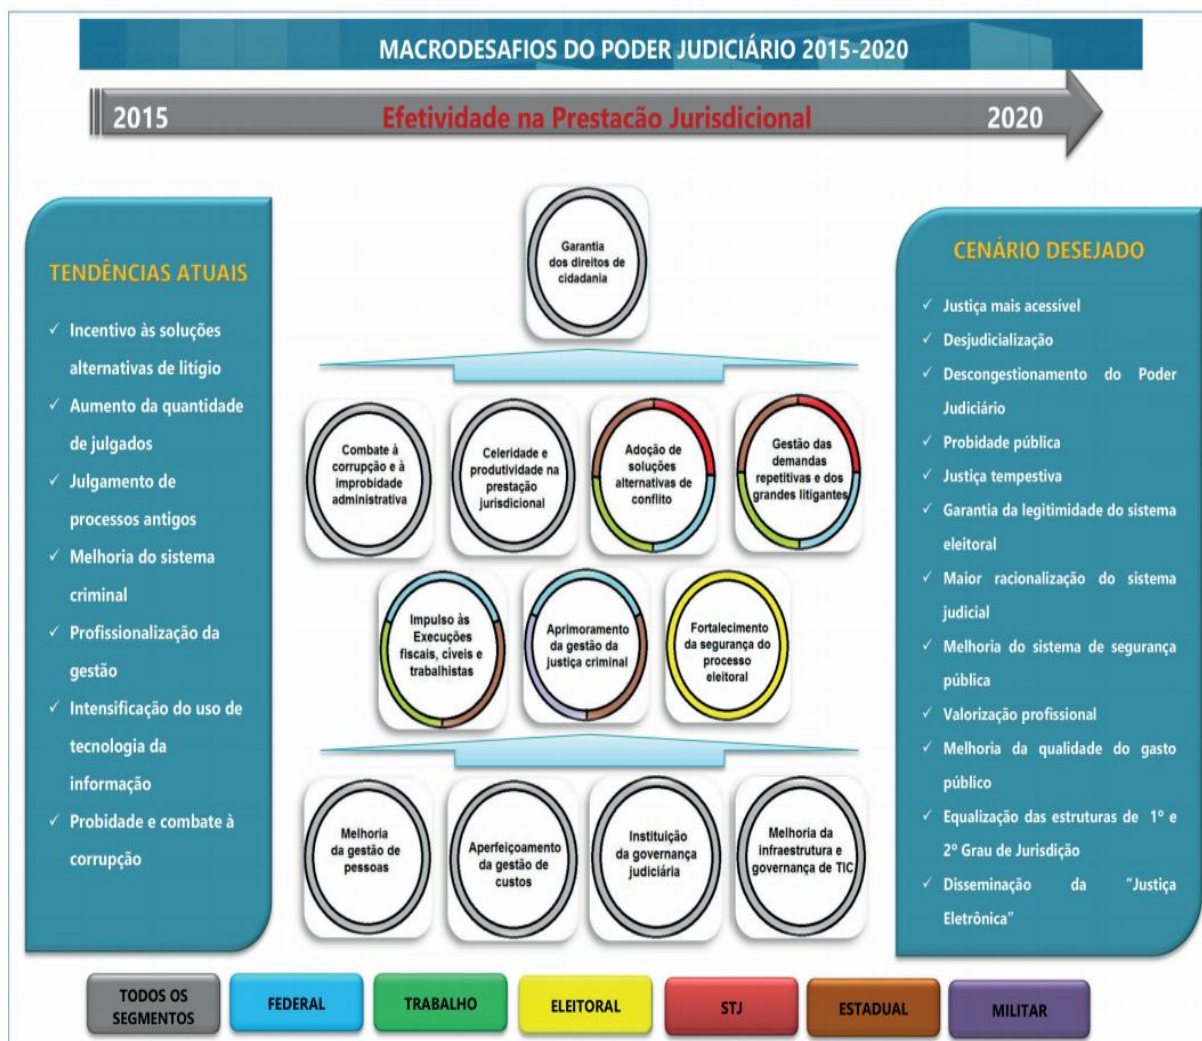 MACRODESAFIOS DO PODER JUDICIÁRIO 2015-2020
2015
Efetividade na Prestacão Jurisdicional
2020
TENDÊNCIAS ATUAIS
✓ Incentivo às soluções
alternativas de litígio
✓ Aumento da quantidade
de julgados
✓ Julgamento de
processos antigos
✓ Melhoria do sistema
criminal
✓ Profissionalização da
gestão
✓ Intensificação do uso de
tecnologia da
informação
✓ Probidade e combate à
corrupção
Garantia
dos direitos de
cidadania
Combate à
corrupção e à
improbidade
administrativa
Celeridade e
produtividade na
prestação
jurisdicional
Adoção de
soluções
alternativas de
conflito
Gestão das
demandas
repetitivas e dos
grandes litigantes
Impulso às
Execuções
fiscais, cíveis e
trabalhistas
Aprimoramento
da gestão da
justiça criminal
Fortalecimento
da segurança do
processo
eleitoral
Melhoria
da gestão de
pessoas
Aperfeiçoamento
da gestão de
custos
Instituição
da governança
judiciária
Melhoria da
infraestrutura e
governança de TIC
CENÁRIO DESEJADO
✓ Justiça mais acessível
✓ Desjudicialização
✓ Descongestionamento do Poder
Judiciário
✓ Probidade pública
✓ Justiça tempestiva
✓ Garantia da legitimidade do sistema
eleitoral
✓ Maior racionalização do sistema
judicial
✓ Melhoria do sistema de segurança
pública
✓ Valorização profissional
✓ Melhoria da qualidade do gasto
público
✓ Equalização das estruturas de 1º e
2º Grau de Jurisdição
✓ Disseminação da "Justiça
Eletrônica"
TODOS OS
SEGMENTOS
FEDERAL
TRABALHO
ELEITORAL
STJ
ESTADUAL
MILITAR